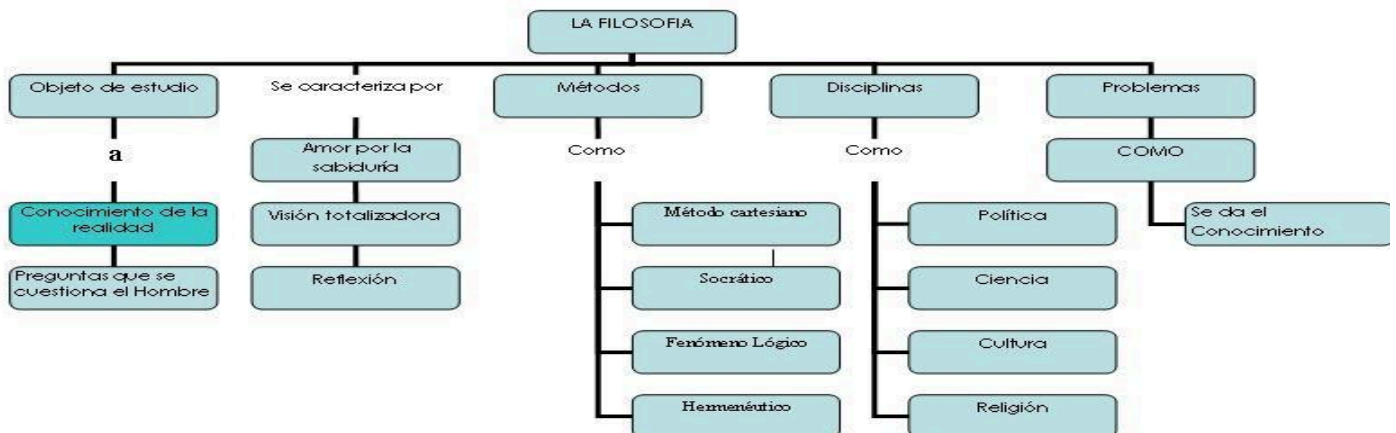 LA FILOSOFIA
Objeto de estudio
Se caracteriza por
Métodos
Disciplinas
Problemas
a
Amor por la
sabiduría
Como
Como
COMO
Conocimiento de la
realidad
Visión totalizadora
Método cartesiano
Política
Se da el
Conocimiento
Preguntas que se
cuestiona el Hombre
Reflexión
Socrático
Ciencia
Fenómeno Lógico
Cultura
Hermenéutico
Religión